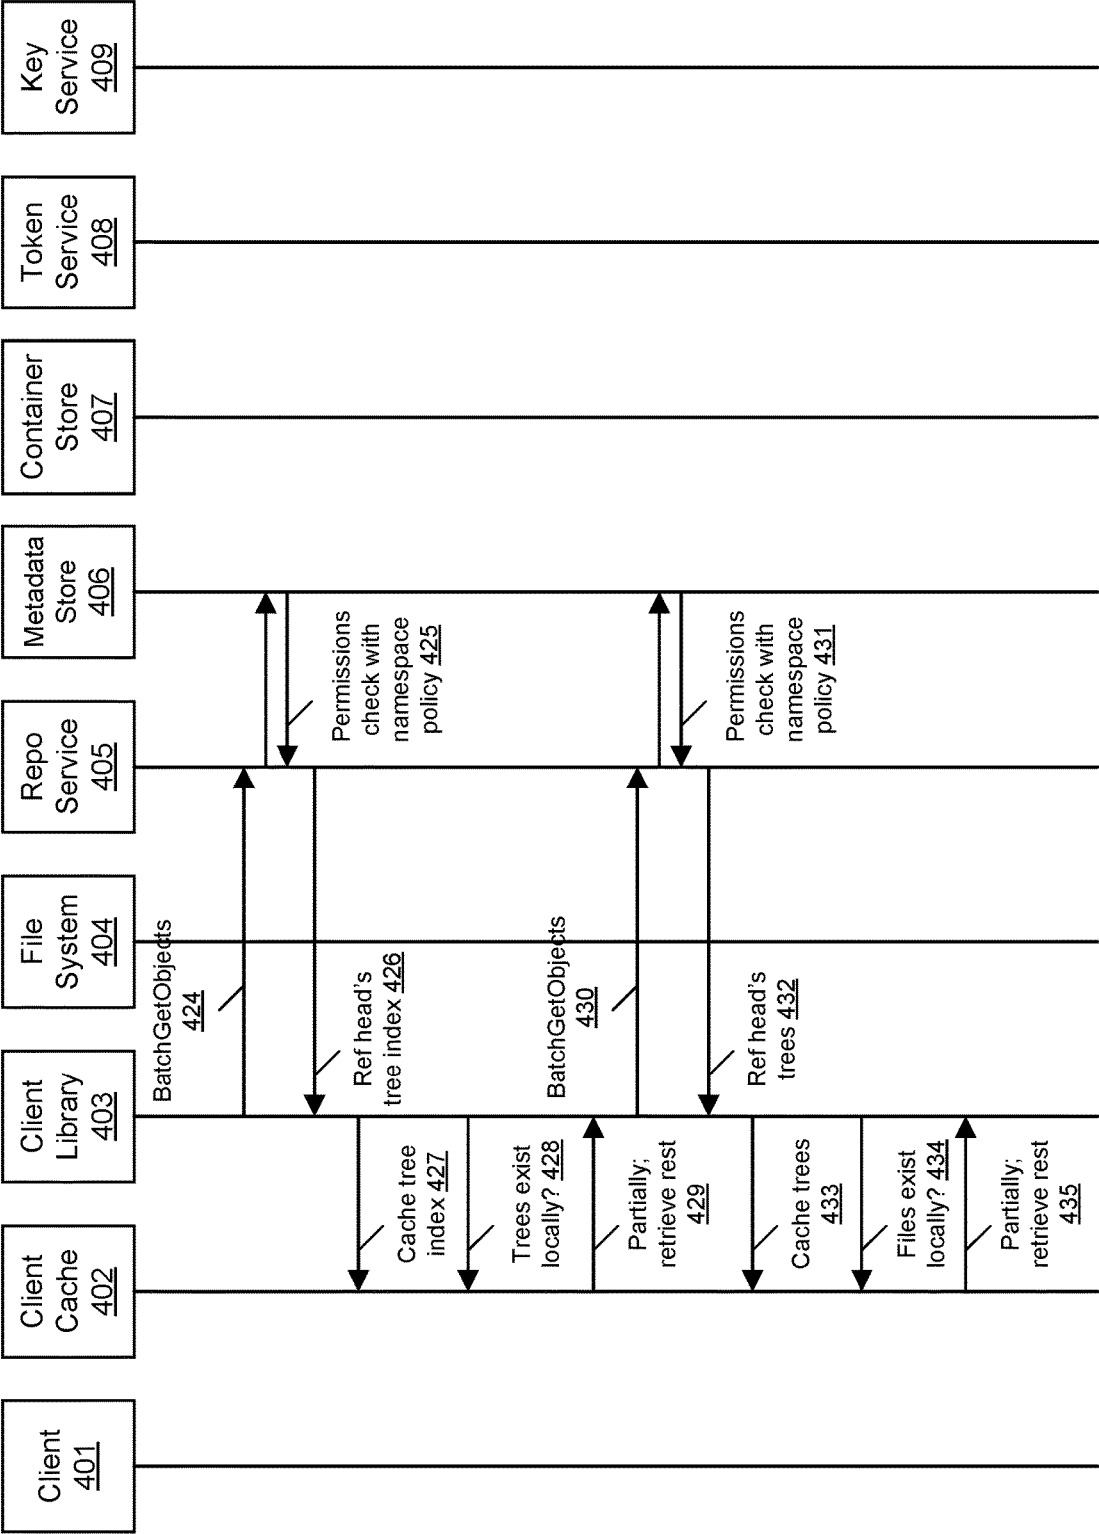 Client
401
Client
Cache
402
Client
Library
403
File
System
404
Repo
Service
405
Metadata
Store
406
Container
Store
407
Token
Service
408
Key
Service
409
BatchGetObjects
424
Permissions
check with
namespace
policy 425
Ref head's
tree index 426
Cache tree
index 427
Trees exist
locally? 428
Partially;
retrieve rest
429
BatchGetObjects
430
Permissions
check with
namespace
policy 431
Ref head's
trees 432
Cache trees
433
Files exist
locally? 434
Partially;
retrieve rest
435